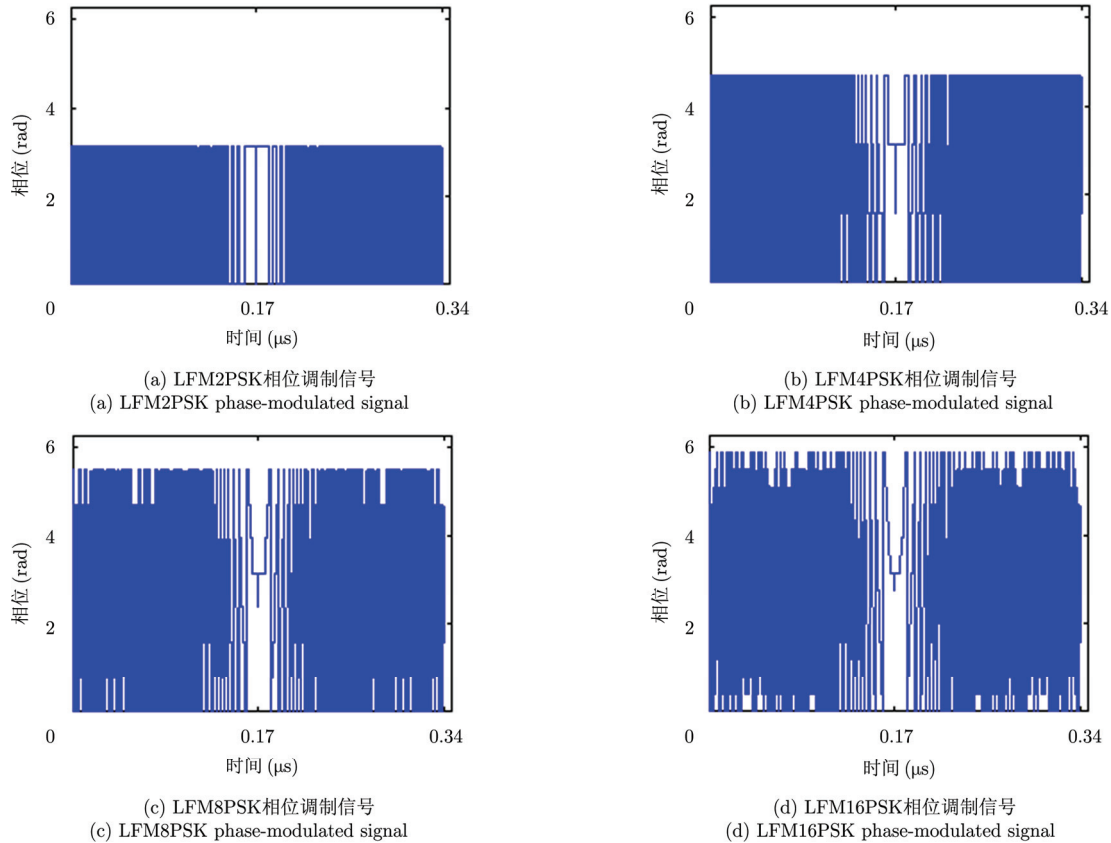 6
4
2
0
相位 (rad)
0.17
0.34
时间 (μs)
(a) LFM2PSK相位调制信号
(a) LFM2PSK phase-modulated signal
6
4
2
0
相位 (rad)
0.17
0.34
时间 (μs)
(b) LFM4PSK相位调制信号
(b) LFM4PSK phase-modulated signal
6
4
2
0
相位 (rad)
0.17
0.34
时间 (μs)
(c) LFM8PSK相位调制信号
(c) LFM8PSK phase-modulated signal
6
4
2
0
相位 (rad)
0.17
0.34
时间 (μs)
(d) LFM16PSK相位调制信号
(d) LFM16PSK phase-modulated signal